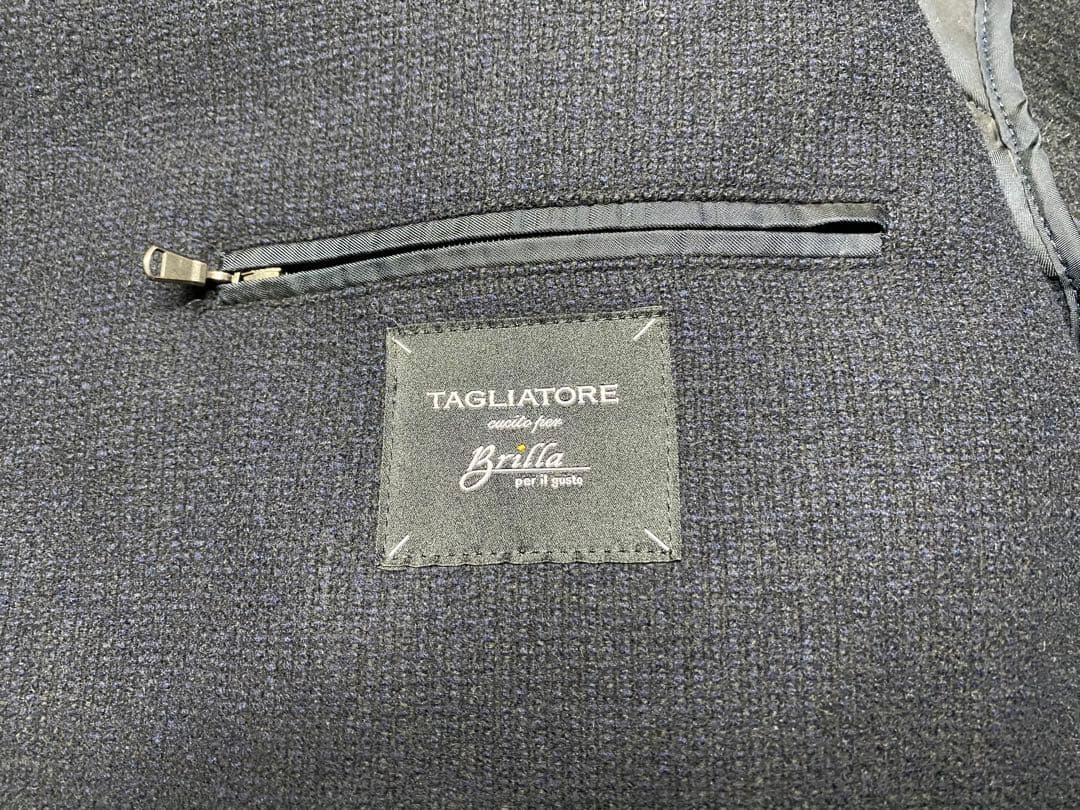 TAGLIATORE
cucito per
Brilla
per il gusto